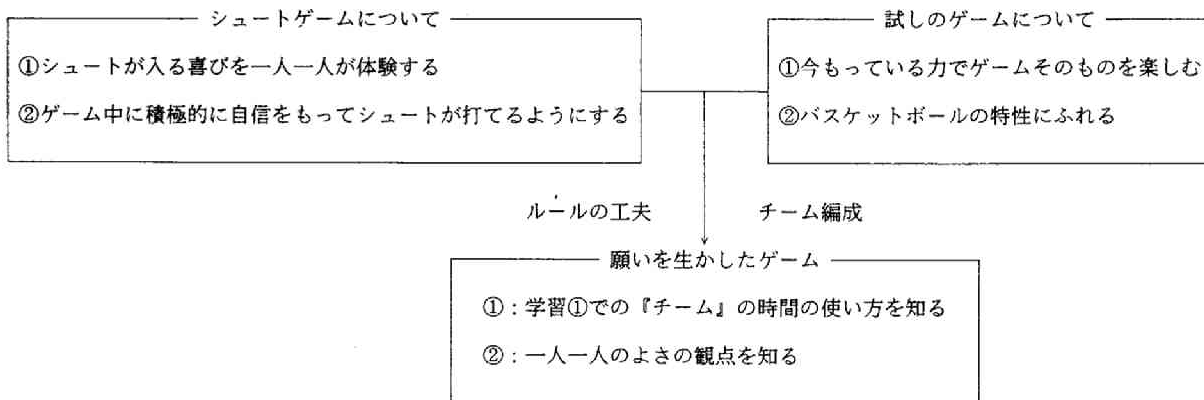 シュートゲームについて
①シュートが入る喜びを一人一人が体験する
②ゲーム中に積極的に自信をもってシュートが打てるようにする
試しのゲームについて
①今もっている力でゲームそのものを楽しむ
②バスケットボールの特性にふれる
ルールの工夫
チーム編成
願いを生かしたゲーム
①：学習①での『チーム』の時間の使い方を知る
②：一人一人のよさの観点を知る